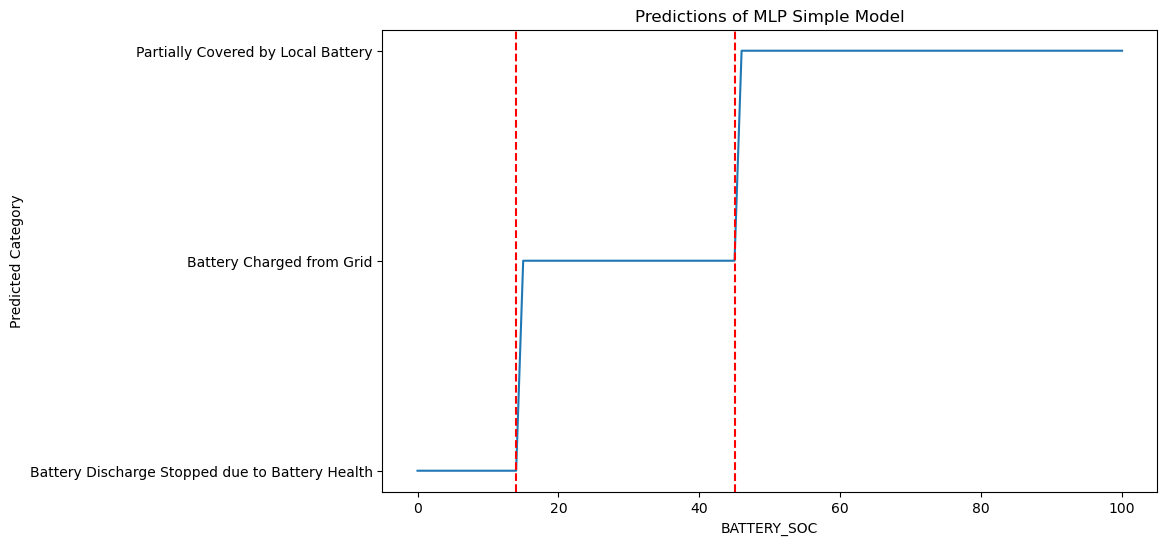 Predictions of MLP Simple Model
Partially Covered by Local Battery
Battery Charged from Grid
Battery Discharge Stopped due to Battery Health
Predicted Category
0 20 40 60 80 100
BATTERY_SOC